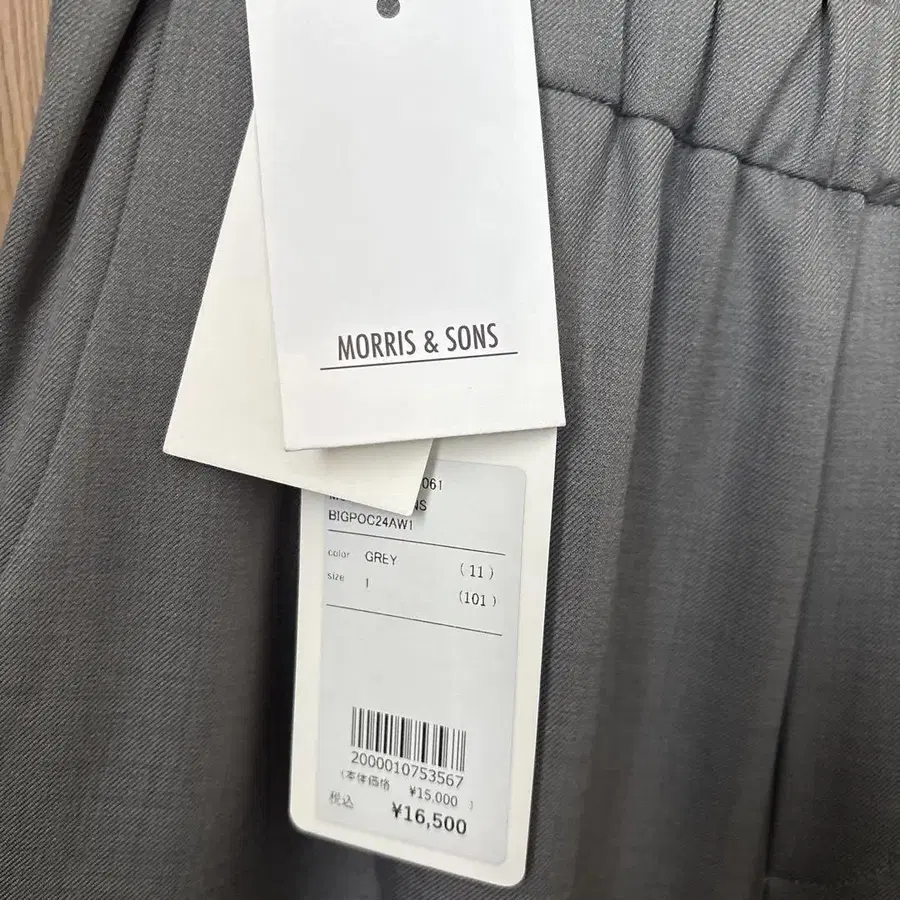 MORRIS & SONS
061
NS
BIGPOC24AW1
color GREY (11)
size 1 (101)
2000010753567
(本体価格 ¥15,000)
税込 ¥16,500